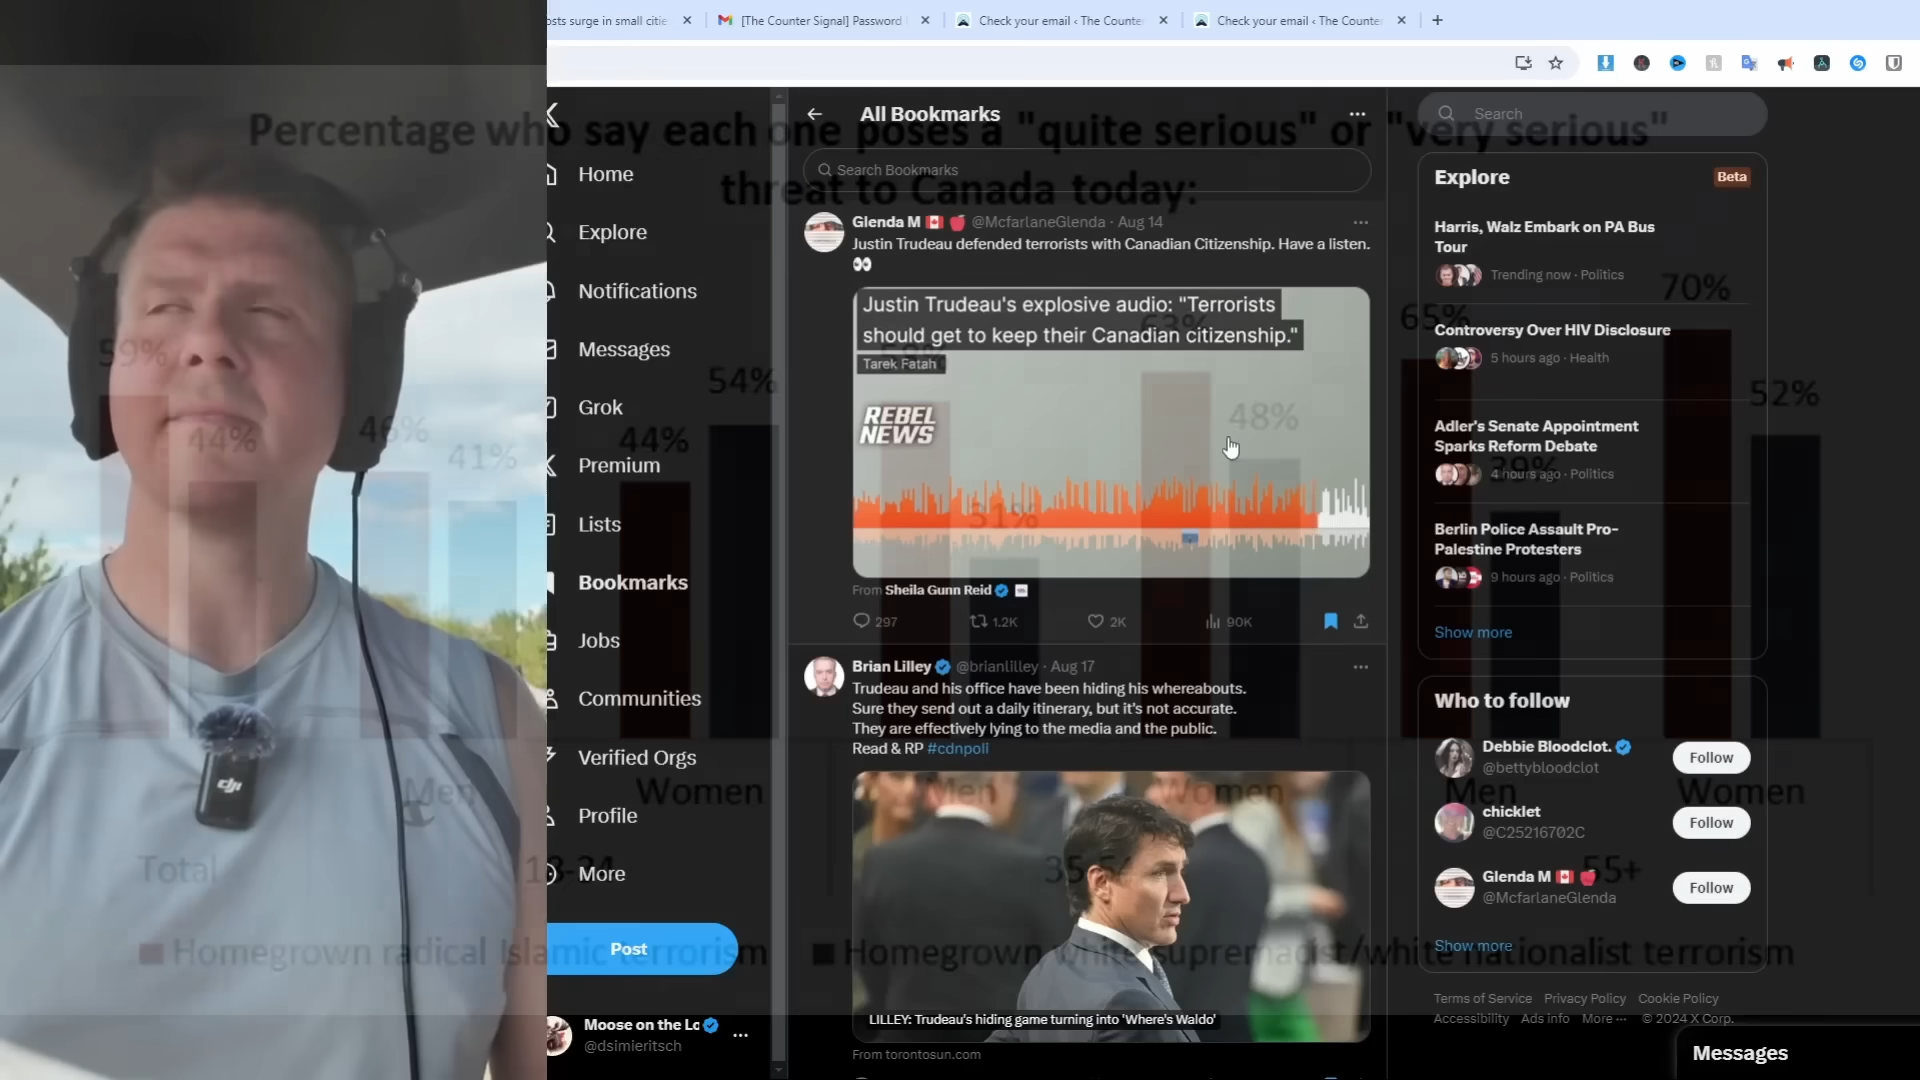 osts surge in small citie
[The Counter Signal] Password
Check your email ‹ The Counte
Check your email ‹ The Counte
Percentage who say each one poses a "quite serious" or "very serious"
threat to Canada today:
59%
44%
46%
41%
44%
54%
31%
63%
48%
65%
39%
70%
52%
Men
Women
Men
Women
Men
Women
Total
18-34
55+
Homegrown radical Islamic terrorism
Homegrown white supremacist/white nationalist terrorism
Home
Explore
Notifications
Messages
Grok
Premium
Lists
Bookmarks
Jobs
Communities
Verified Orgs
Profile
More
Post
Moose on the Lo
@dsimieritsch
All Bookmarks
Search Bookmarks
Glenda M @McfarlaneGlenda · Aug 14
Justin Trudeau defended terrorists with Canadian Citizenship. Have a listen.
Justin Trudeau's explosive audio: "Terrorists
should get to keep their Canadian citizenship."
Tarek Fatah
REBEL
NEWS
From Sheila Gunn Reid
297 1.2K 2K 90K
Brian Lilley @brianlilley · Aug 17
Trudeau and his office have been hiding his whereabouts.
Sure they send out a daily itinerary, but it's not accurate.
They are effectively lying to the media and the public.
Read & RP #cdnpoli
LILLEY: Trudeau's hiding game turning into 'Where's Waldo'
From torontosun.com
Search
Explore
Beta
Harris, Walz Embark on PA Bus
Tour
Trending now · Politics
Controversy Over HIV Disclosure
5 hours ago · Health
Adler's Senate Appointment
Sparks Reform Debate
4 hours ago · Politics
Berlin Police Assault Pro-
Palestine Protesters
9 hours ago · Politics
Show more
Who to follow
Debbie Bloodclot.
@bettybloodclot
Follow
chicklet
@C25216702C
Follow
Glenda M
@McfarlaneGlenda
Follow
Show more
Terms of Service Privacy Policy Cookie Policy
Accessibility Ads info More ··· © 2024 X Corp.
Messages
dji